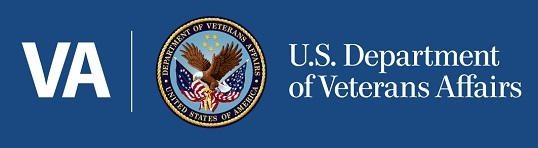 VA
DEPARTMENT OF VETERANS AFFAIRS
UNITED STATES OF AMERICA
U.S. Department
of Veterans Affairs